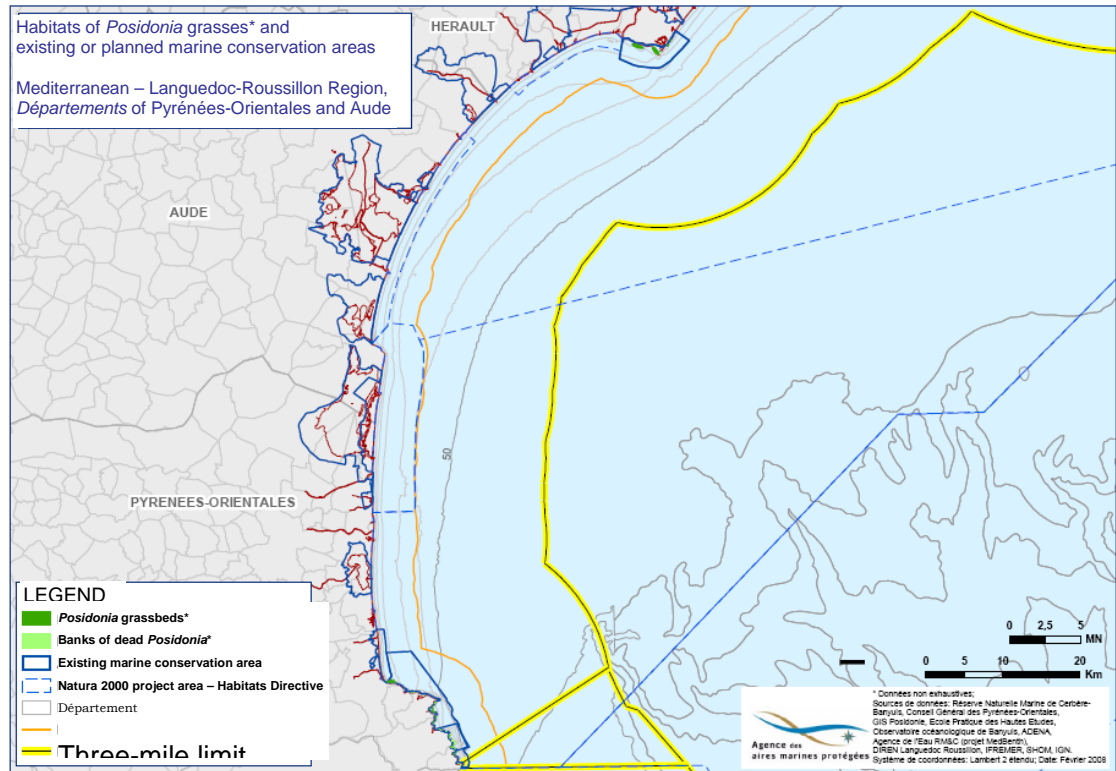 Habitats of Posidonia grasses* and
existing or planned marine conservation areas
Mediterranean – Languedoc-Roussillon Region,
Départements of Pyrénées-Orientales and Aude
HERAULT
AUDE
PYRENEES-ORIENTALES
50
LEGEND
Posidonia grassbeds*
Banks of dead Posidonia*
Existing marine conservation area
Natura 2000 project area – Habitats Directive
Département
Three-mile limit
0 2,5 5
MN
0 5 10 20
Km
Agence des
aires marines protégées
* Données non exhaustives;
Sources de données: Réserve Naturelle Marine de Cerbère-
Banyuls, Conseil Général des Pyrénées-Orientales,
GIS Posidonie, Ecole Pratique des Hautes Etudes,
Observatoire océanologique de Banyuls, ADENA,
Agence de l'Eau RM&C (projet MedBenth),
DIREN Languedoc Roussillon, IFREMER, SHOM, IGN.
Système de coordonnées: Lambert 2 étendu; Date: Février 2008